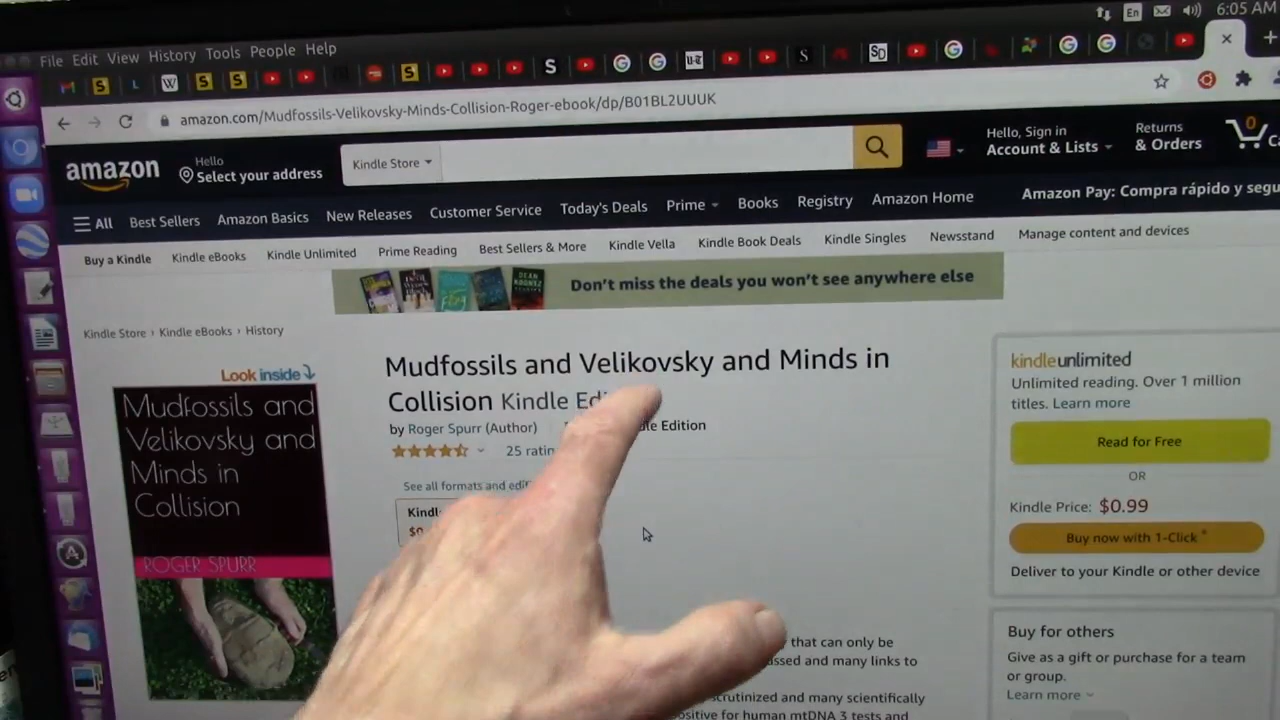 6:05 AM
En
File Edit View History Tools People Help
amazon.com/Mudfossils-Velikovsky-Minds-Collision-Roger-ebook/dp/B01BL2UUUK
amazon
Hello
Select your address
Kindle Store
Hello, Sign in
Account & Lists
Returns
& Orders
0
All Best Sellers Amazon Basics New Releases Customer Service Today's Deals Prime Books Registry Amazon Home Amazon Pay: Compra rápido y segu
Buy a Kindle Kindle eBooks Kindle Unlimited Prime Reading Best Sellers & More Kindle Vella Kindle Book Deals Kindle Singles Newsstand Manage content and devices
Don't miss the deals you won't see anywhere else
Kindle Store › Kindle eBooks › History
Look inside
Mudfossils and
Velikovsky and
Minds in
Collision
ROGER SPURR
Mudfossils and Velikovsky and Minds in
Collision Kindle Edi
by Roger Spurr (Author) Edition
25 ratin
See all formats and edi
Kindl
kindleunlimited
Unlimited reading. Over 1 million
titles. Learn more
Read for Free
OR
Kindle Price: $0.99
Buy now with 1-Click
Deliver to your Kindle or other device
Buy for others
Give as a gift or purchase for a team
or group.
Learn more
that can only be
ssed and many links to
scrutinized and many scientifically
positive for human mtDNA 3 tests and